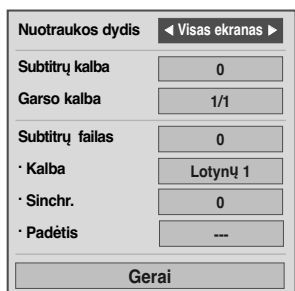 Nuotraukos dydis ◀ Visas ekranas ▶
Subtitrų kalba 0
Garso kalba 1/1
Subtitrų failas 0
· Kalba Lotynų 1
· Sinchr. 0
· Padėtis ---
Gerai